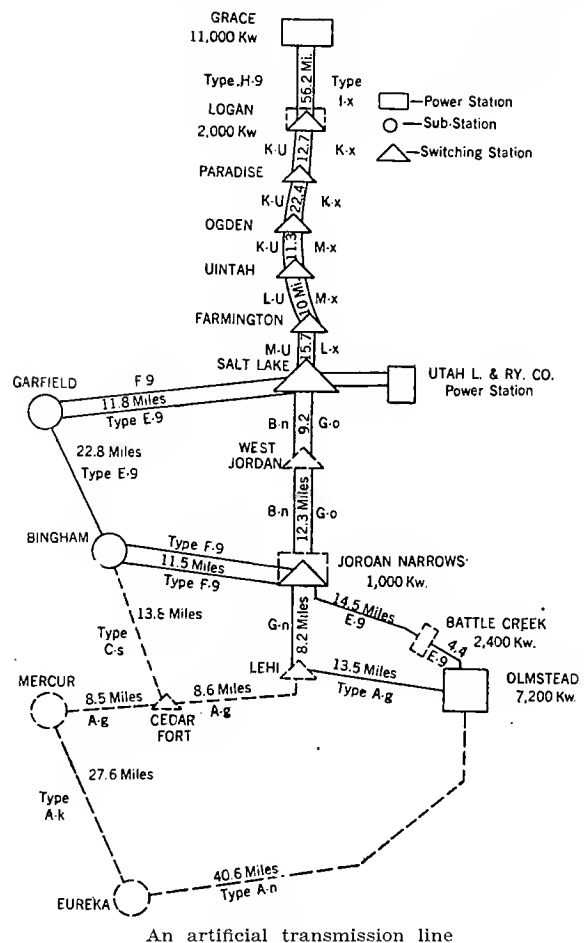 GRACE
11,000 Kw
Type H-9
56.2 Mi.
Type
I-x
Power Station
Sub-Station
Switching Station
LOGAN
2,000 Kw
K-U
12.7
K-x
PARADISE
K-U
22.4
K-x
OGDEN
K-U
11.3
M-x
UINTAH
L-U
10 Mi.
M-x
FARMINGTON
M-U
15.7
L-x
SALT LAKE
UTAH L. & RY. CO.
Power Station
GARFIELD
F 9
11.8 Miles
Type E-9
B-n
9.2
G-o
22.8 Miles
Type E-9
WEST
JORDAN
B-n
12.3 Miles
G-o
BINGHAM
Type F-9
11.5 Miles
Type F-9
JOROAN NARROWS
1,000 Kw.
13.8 Miles
Type
C-s
G-n
8.2 Miles
14.5 Miles
E-9
BATTLE CREEK
2,400 Kw.
4.4
E-9
LEHI
13.5 Miles
Type A-g
OLMSTEAD
7,200 Kw.
MERCUR
8.5 Miles
A-g
8.6 Miles
A-g
CEDAR
FORT
27.6 Miles
Type
A-k
40.6 Miles
Type A-n
EUREKA
An artificial transmission line